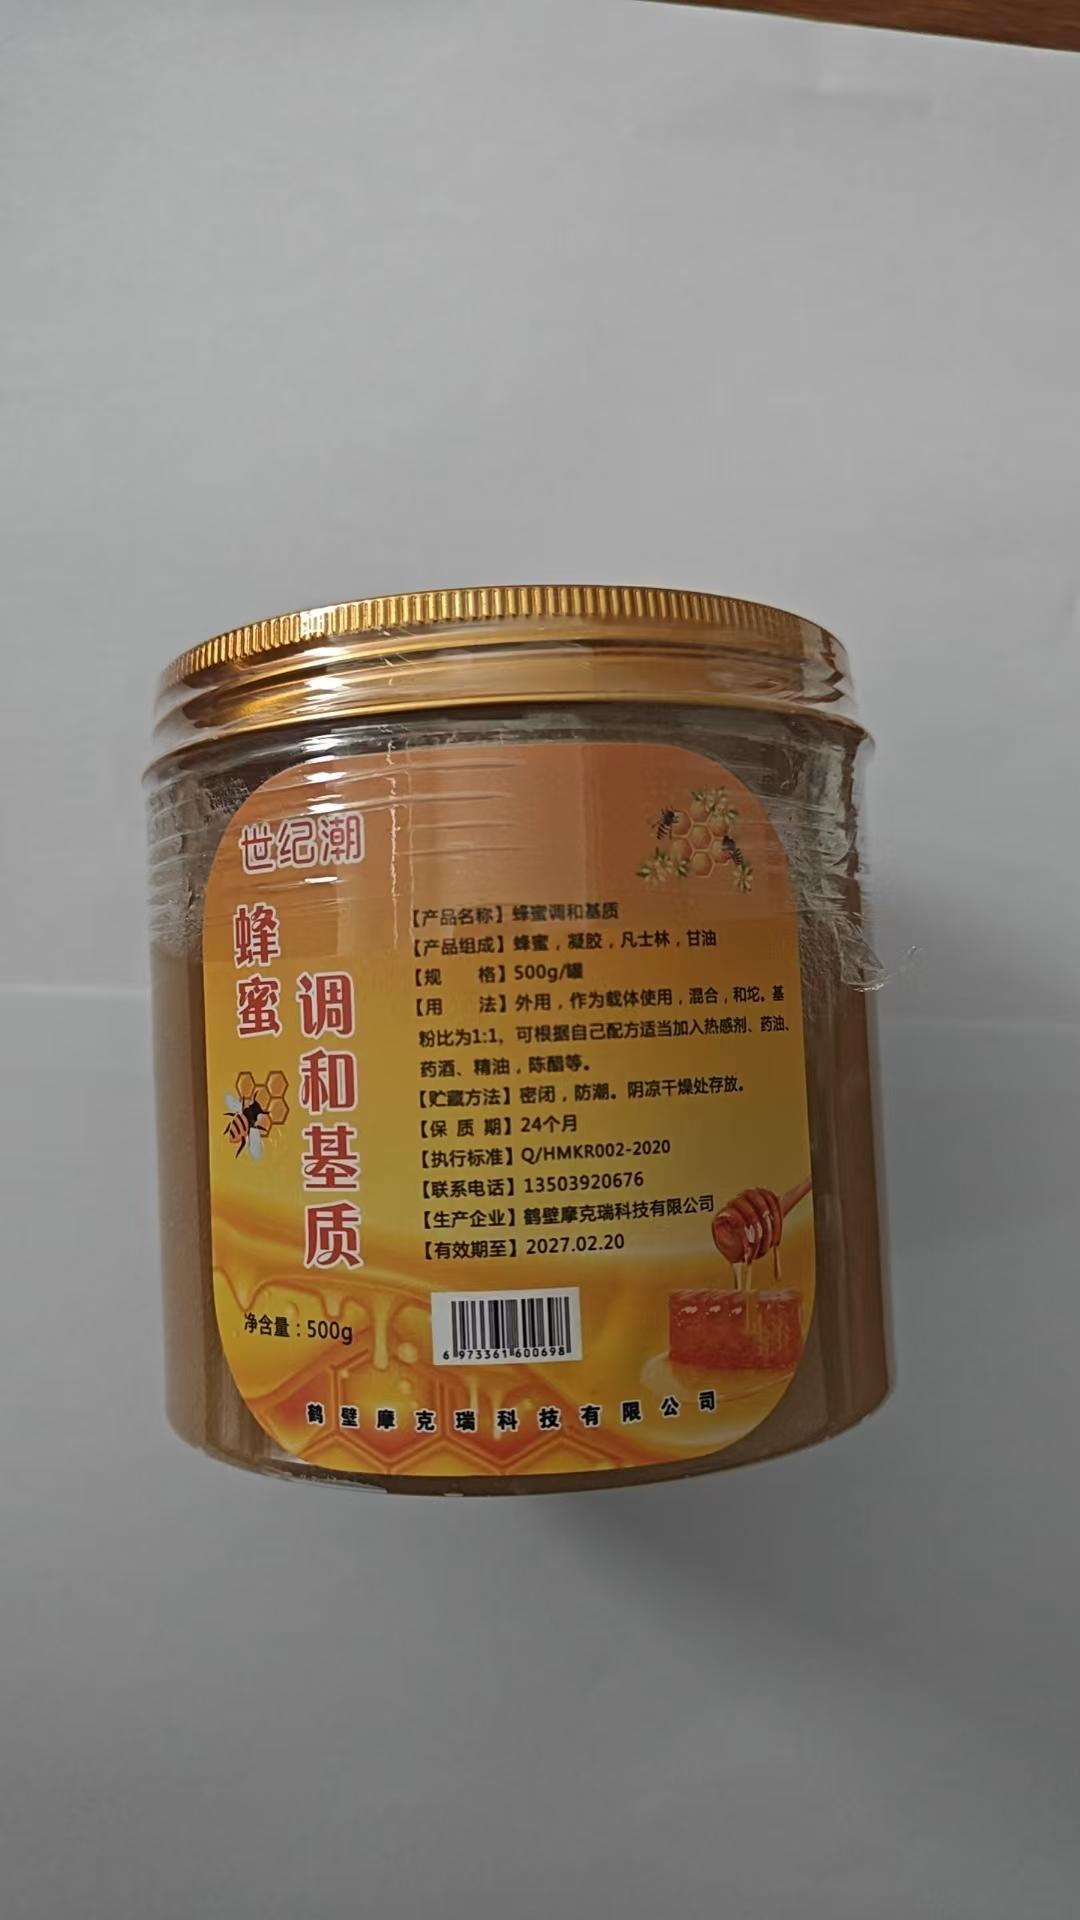 世纪潮
蜂蜜
调和基质
【产品名称】蜂蜜调和基质
【产品组成】蜂蜜，凝胶，凡士林，甘油
【规　　格】500g/罐
【用　　法】外用，作为载体使用，混合，和坨。基
粉比为1:1，可根据自己配方适当加入热感剂、药油、
药酒、精油，陈醋等。
【贮藏方法】密闭，防潮。阴凉干燥处存放。
【保 质 期】24个月
【执行标准】Q/HMKR002-2020
【联系电话】13503920676
【生产企业】鹤壁摩克瑞科技有限公司
【有效期至】2027.02.20
净含量：500g
6 973361 600698
鹤壁摩克瑞科技有限公司